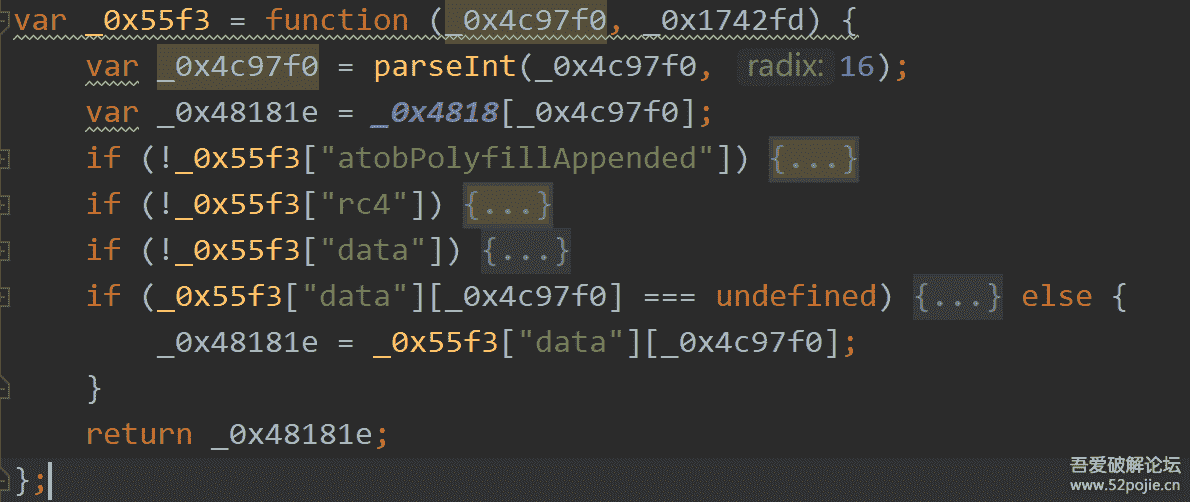 var _0x55f3 = function (_0x4c97f0, _0x1742fd) {
var _0x4c97f0 = parseInt(_0x4c97f0, radix: 16);
var _0x48181e = _0x4818[_0x4c97f0];
if (!_0x55f3["atobPolyfillAppended"]) {...}
if (!_0x55f3["rc4"]) {...}
if (!_0x55f3["data"]) {...}
if (_0x55f3["data"][_0x4c97f0] === undefined) {...} else {
_0x48181e = _0x55f3["data"][_0x4c97f0];
}
return _0x48181e;
};
吾爱破解论坛
www.52pojie.cn